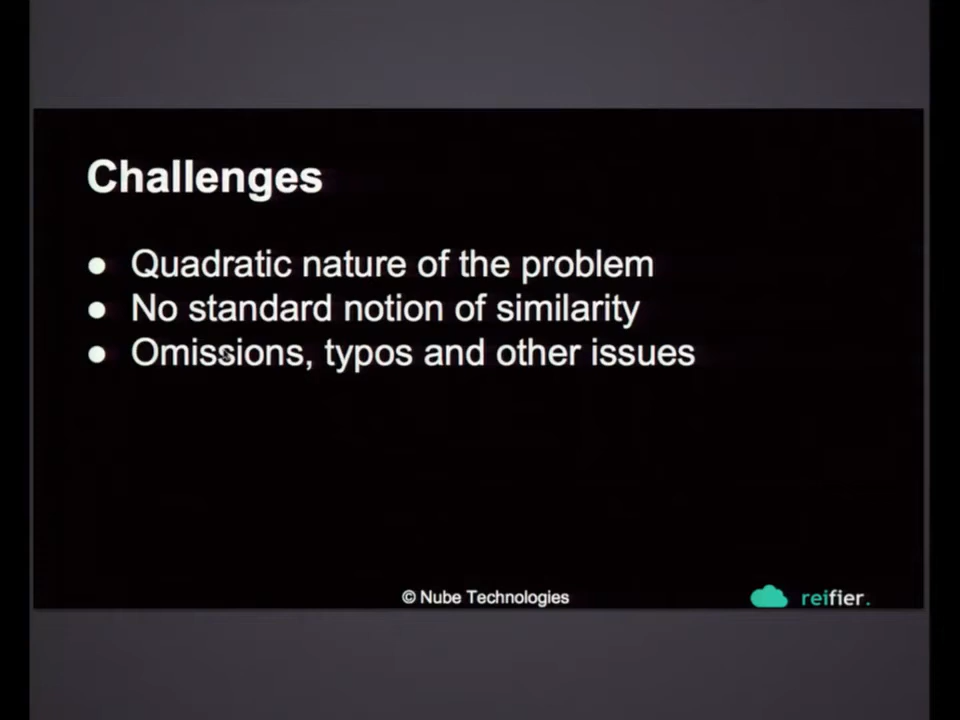 Challenges
● Quadratic nature of the problem
● No standard notion of similarity
● Omissions, typos and other issues
© Nube Technologies
reifier.